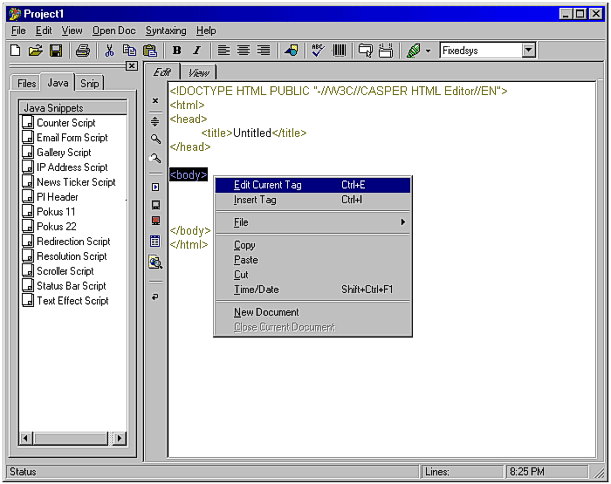 Project1
File Edit View Open Doc Syntaxing Help
B I ABC Fixedsys
Files Java Snip
Java Snippets
Counter Script
Email Form Script
Gallery Script
IP Address Script
News Ticker Script
PI Header
Pokus 11
Pokus 22
Redirection Script
Resolution Script
Scroller Script
Status Bar Script
Text Effect Script
Edit View
<!DOCTYPE HTML PUBLIC "-//W3C//CASPER HTML Editor//EN">
<html>
<head>
<title>Untitled</title>
</head>
<body>
</body>
</html>
Edit Current Tag Ctrl+E
Insert Tag Ctrl+I
File
Copy
Paste
Cut
Time/Date Shift+Ctrl+F1
New Document
Close Current Document
Status Lines: 8:25 PM